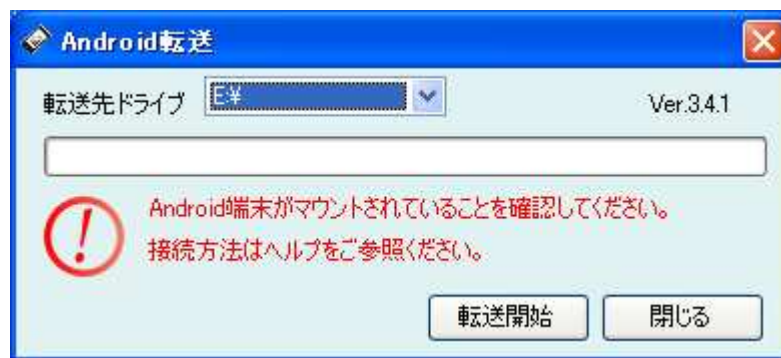 Android転送
転送先ドライブ E:¥ Ver.3.4.1
Android端末がマウントされていることを確認してください。
接続方法はヘルプをご参照ください。
転送開始 閉じる